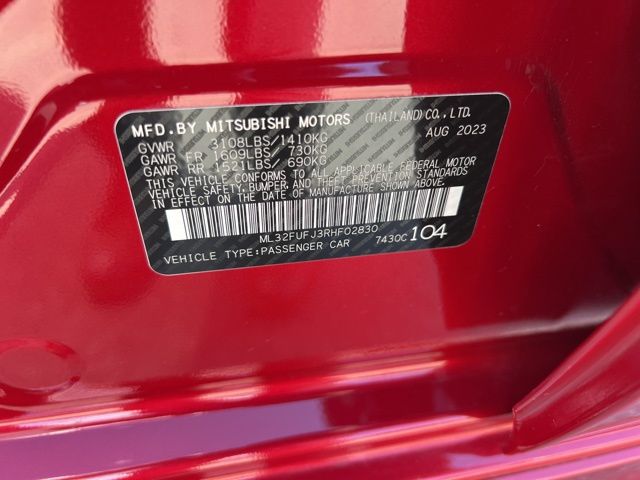 MFD.BY MITSUBISHI MOTORS (THAILAND)CO.,LTD.
AUG 2023
GVWR 3108LBS/1410KG
GAWR FR 1609LBS/ 730KG
GAWR RR 1521LBS/ 690KG
THIS VEHICLE CONFORMS TO ALL APPLICABLE FEDERAL MOTOR
VEHICLE SAFETY, BUMPER, AND THEFT PREVENTION STANDARDS
IN EFFECT ON THE DATE OF MANUFACTURE SHOWN ABOVE.
ML32FUFJ3RHF02830
VEHICLE TYPE:PASSENGER CAR 7430C 104